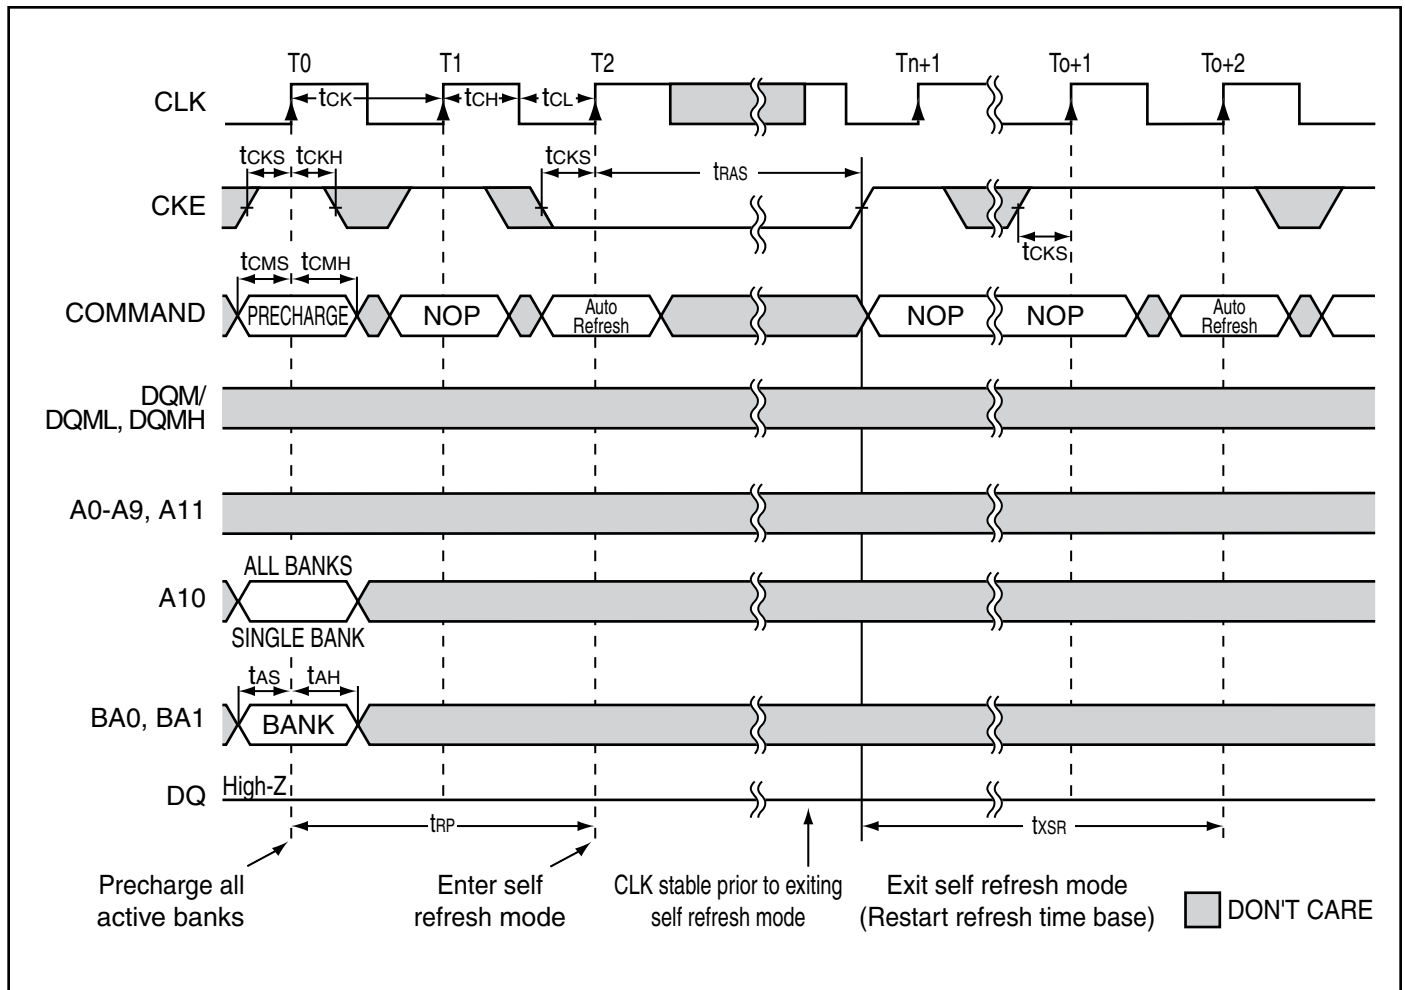 T0 T1 T2 Tn+1 To+1 To+2
CLK tCK tCH tCL
tCKS tCKH tCKS tRAS
CKE
tCKS
tCMS tCMH
COMMAND PRECHARGE NOP Auto Refresh NOP NOP Auto Refresh
DQM/
DQML, DQMH
A0-A9, A11
ALL BANKS
A10
SINGLE BANK
tAS tAH
BA0, BA1 BANK
DQ High-Z
tRP tXSR
Precharge all
active banks
Enter self
refresh mode
CLK stable prior to exiting
self refresh mode
Exit self refresh mode
(Restart refresh time base)
DON'T CARE